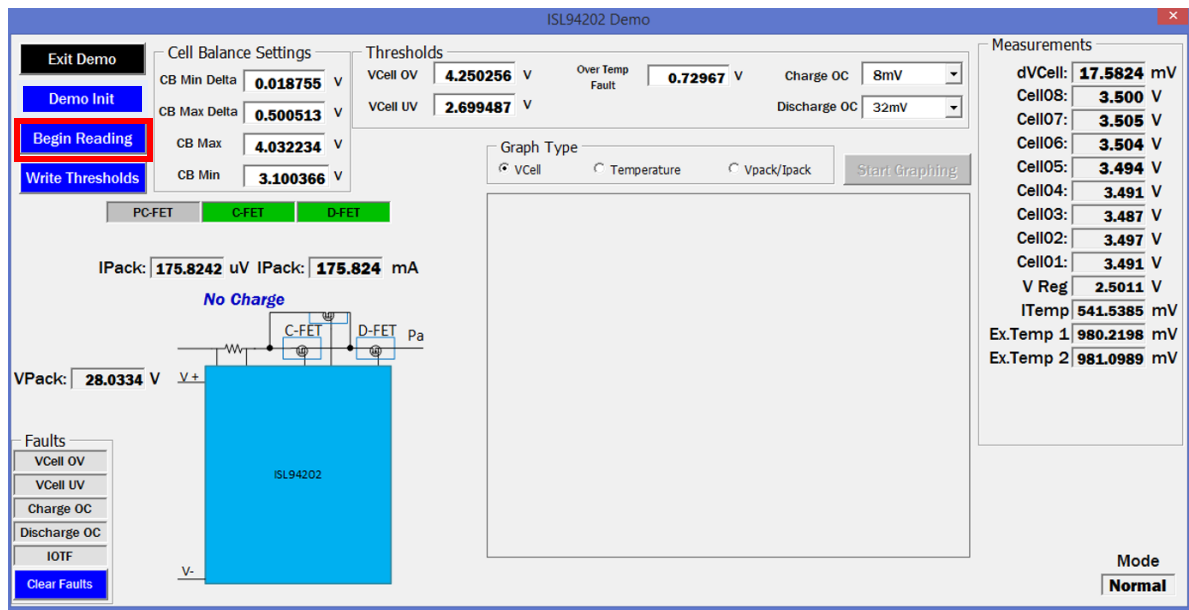 ISL94202 Demo
Exit Demo
Demo Init
Begin Reading
Write Thresholds
Cell Balance Settings
CB Min Delta 0.018755 V
CB Max Delta 0.500513 V
CB Max 4.032234 V
CB Min 3.100366 V
Thresholds
VCell OV 4.250256 V
VCell UV 2.699487 V
Over Temp
Fault 0.72967 V
Charge OC 8mV
Discharge OC 32mV
Graph Type
VCell Temperature Vpack/Ipack
Start Graphing
Measurements
dVCell: 17.5824 mV
Cell08: 3.500 V
Cell07: 3.505 V
Cell06: 3.504 V
Cell05: 3.494 V
Cell04: 3.491 V
Cell03: 3.487 V
Cell02: 3.497 V
Cell01: 3.491 V
V Reg 2.5011 V
ITemp 541.5385 mV
Ex.Temp 1 980.2198 mV
Ex.Temp 2 981.0989 mV
PC-FET C-FET D-FET
IPack: 175.8242 uV IPack: 175.824 mA
No Charge
C-FET D-FET Pa
VPack: 28.0334 V V+
ISL94202
V-
Faults
VCell OV
VCell UV
Charge OC
Discharge OC
IOTF
Clear Faults
Mode
Normal